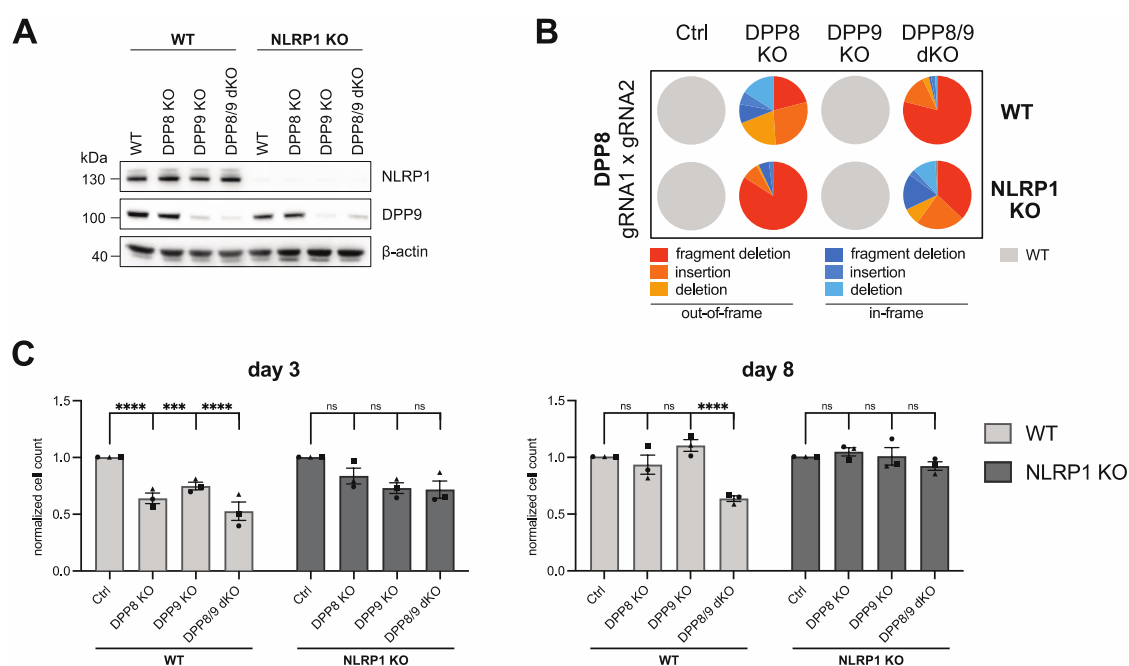 A
WT
NLRP1 KO
WT
DPP8 KO
DPP9 KO
DPP8/9 dKO
WT
DPP8 KO
DPP9 KO
DPP8/9 dKO
kDa
130
NLRP1
100
DPP9
40
β-actin
B
Ctrl
DPP8 KO
DPP9 KO
DPP8/9 dKO
DPP8
gRNA1 x gRNA2
WT
NLRP1 KO
fragment deletion
insertion
deletion
out-of-frame
fragment deletion
insertion
deletion
in-frame
WT
C
day 3
normalized cell count
1.5
1.0
0.5
0.0
**** *** ****
ns ns ns
Ctrl
DPP8 KO
DPP9 KO
DPP8/9 dKO
WT
Ctrl
DPP8 KO
DPP9 KO
DPP8/9 dKO
NLRP1 KO
day 8
normalized cell count
1.5
1.0
0.5
0.0
ns ns ****
ns ns ns
Ctrl
DPP8 KO
DPP9 KO
DPP8/9 dKO
WT
Ctrl
DPP8 KO
DPP9 KO
DPP8/9 dKO
NLRP1 KO
WT
NLRP1 KO